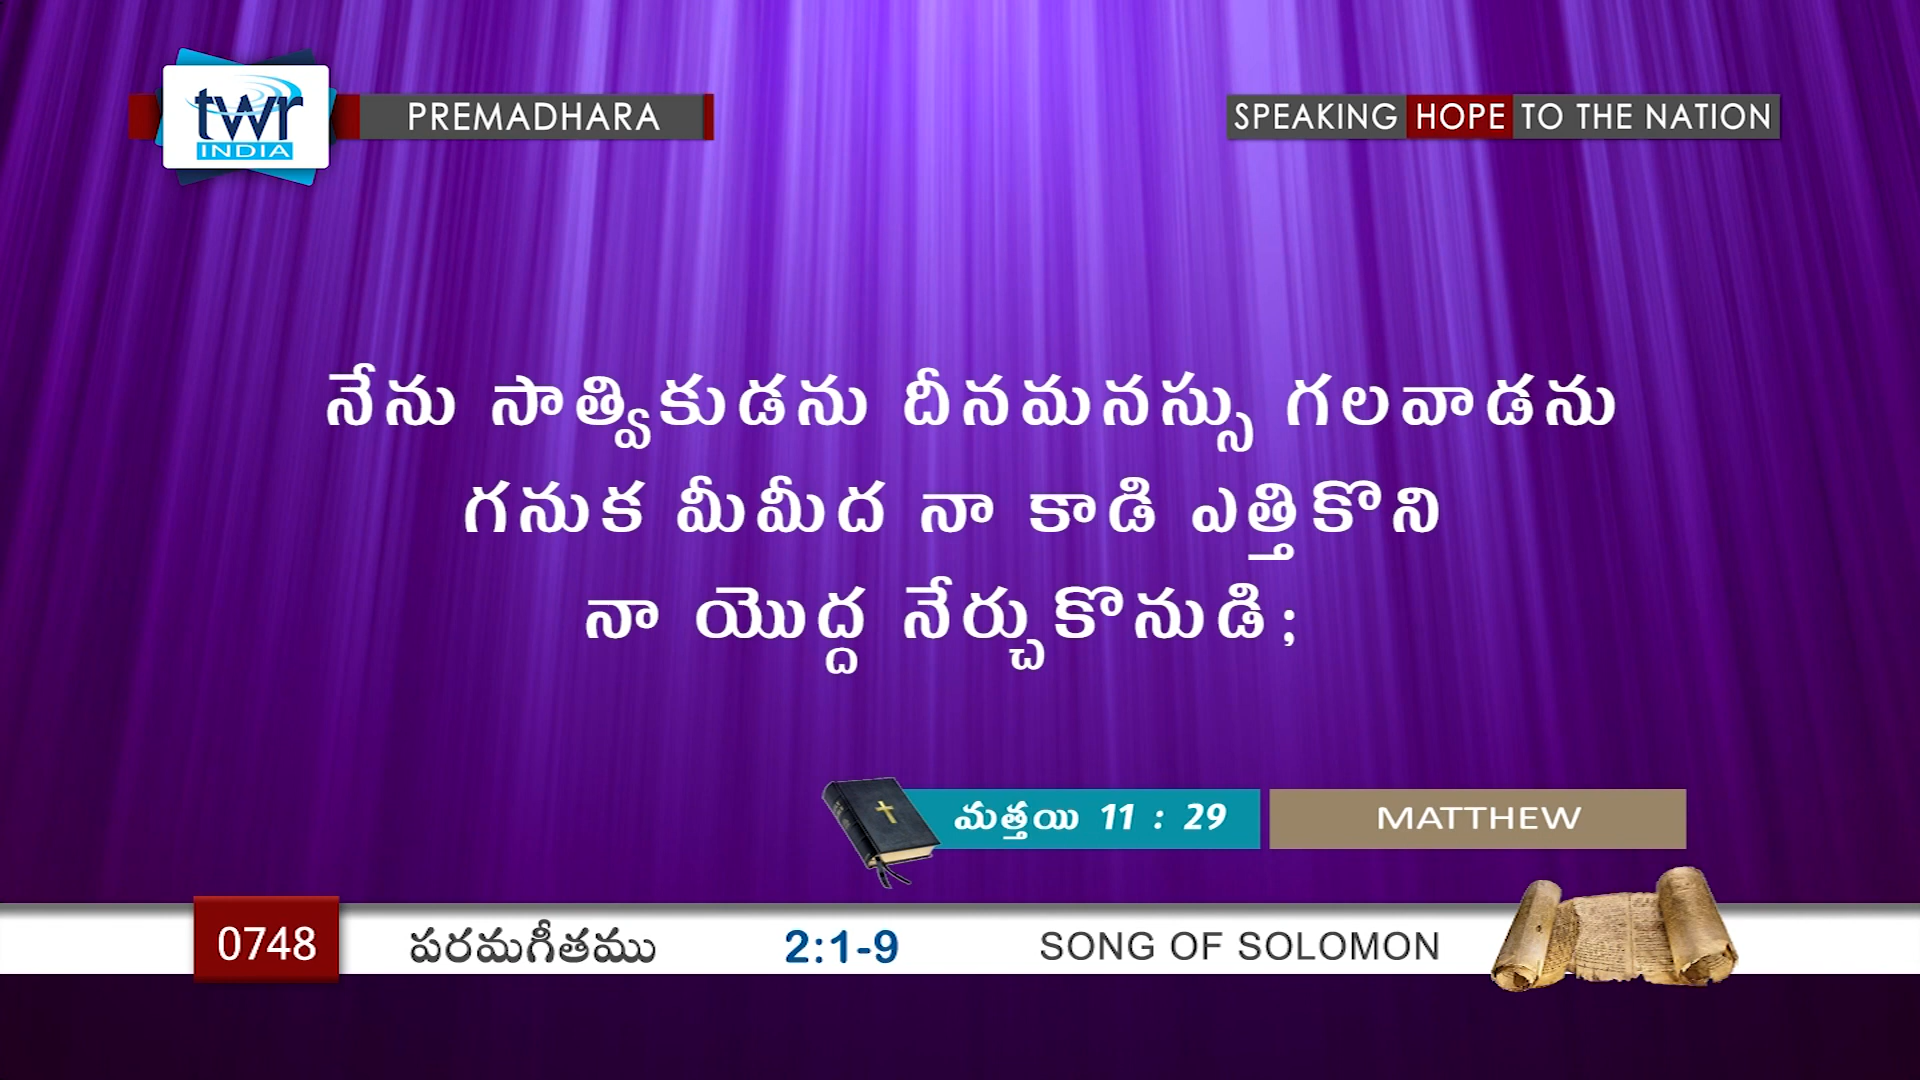 twr
INDIA
PREMADHARA
SPEAKING HOPE TO THE NATION
నేను సాత్వికుడను దీనమనస్సు గలవాడను
గనుక మీమీద నా కాడి ఎత్తికొని
నా యొద్ద నేర్చుకొనుడి;
మత్తయి 11 : 29
MATTHEW
0748
పరమగీతము
2:1-9
SONG OF SOLOMON